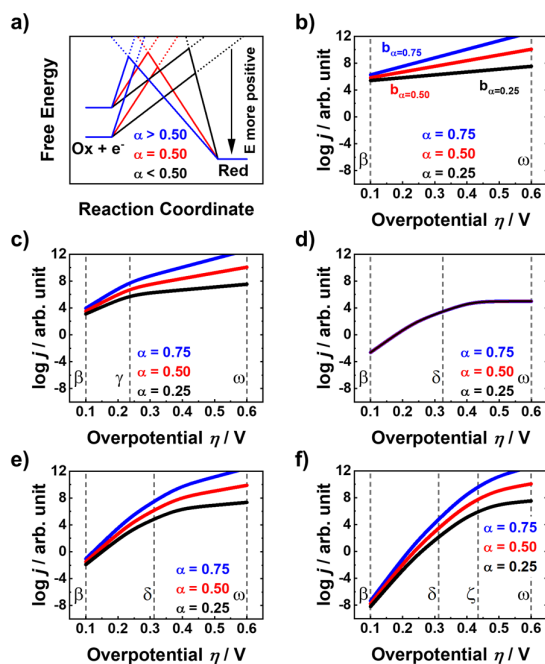 a)
Free Energy
Ox + e-
α > 0.50
α = 0.50
α < 0.50
Red
E more positive
Reaction Coordinate
b)
log j / arb. unit
12
8
4
0
-4
-8
bα=0.75
bα=0.50
bα=0.25
α = 0.75
α = 0.50
α = 0.25
β
ω
0.1 0.2 0.3 0.4 0.5 0.6
Overpotential η / V
c)
log j / arb. unit
12
8
4
0
-4
-8
α = 0.75
α = 0.50
α = 0.25
β
γ
ω
0.1 0.2 0.3 0.4 0.5 0.6
Overpotential η / V
d)
log j / arb. unit
12
8
4
0
-4
-8
α = 0.75
α = 0.50
α = 0.25
β
δ
ω
0.1 0.2 0.3 0.4 0.5 0.6
Overpotential η / V
e)
log j / arb. unit
12
8
4
0
-4
-8
α = 0.75
α = 0.50
α = 0.25
β
δ
ω
0.1 0.2 0.3 0.4 0.5 0.6
Overpotential η / V
f)
log j / arb. unit
12
8
4
0
-4
-8
α = 0.75
α = 0.50
α = 0.25
β
δ
ζ
ω
0.1 0.2 0.3 0.4 0.5 0.6
Overpotential η / V